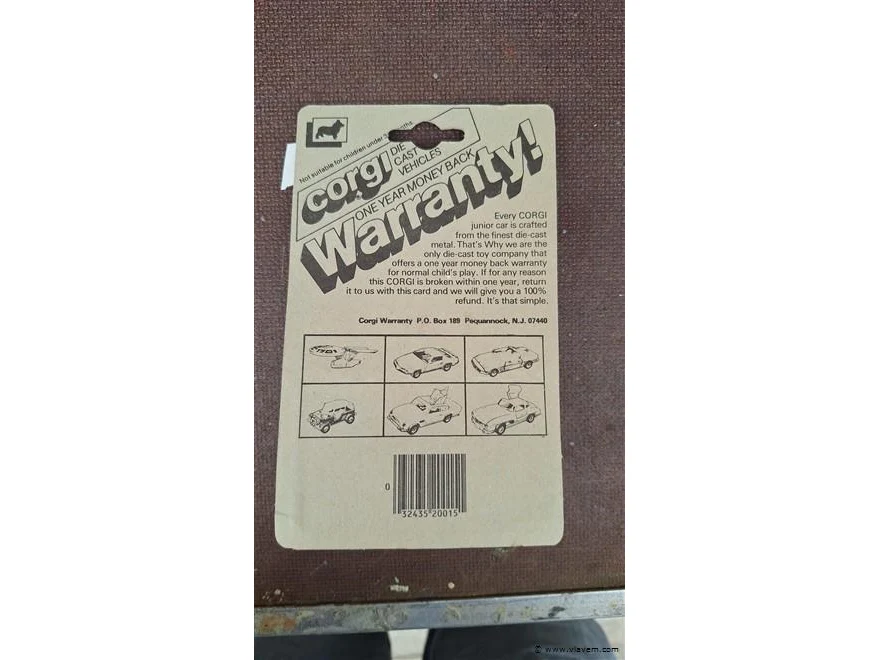 Not suitable for children under 3
corgi DIE
CAST
VEHICLES
ONE YEAR MONEY BACK
Warranty!
Every CORGI
junior car is crafted
from the finest die-cast
metal. That's Why we are the
only die-cast toy company that
offers a one year money back warranty
for normal child's play. If for any reason
this CORGI is broken within one year, return
it to us with this card and we will give you a 100%
refund. It's that simple.
Corgi Warranty P.O. Box 189 Pequannock, N.J. 07440
0
32435 20015
www.viavem.com